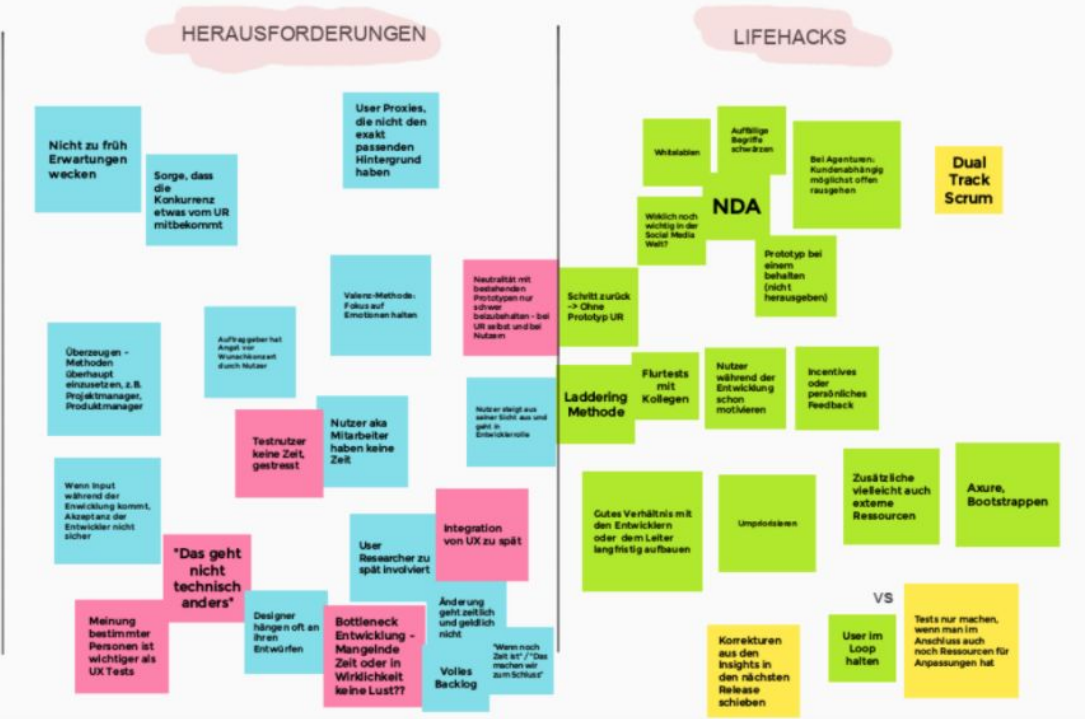 HERAUSFORDERUNGEN
Nicht zu früh
Erwartungen
wecken
Sorge, dass
die
Konkurrenz
etwas vom UR
mitbekommt
User Proxies,
die nicht den
exakt
passenden
Hintergrund
haben
Valenz-Methode:
Fokus auf
Emotionen halten
Neutralität mit
bestehenden
Prototypen nur
schwer
beizubehalten - bei
UR selbst und bei
Nutzern
Überzeugen -
Methoden
überhaupt
einzusetzen, z.B.
Projektmanager,
Produktmanager
Auftraggeber hat
Angst vor
Wunschkonzert
durch Nutzer
Testnutzer
keine Zeit,
gestresst
Nutzer aka
Mitarbeiter
haben keine
Zeit
Nutzer steigt aus
seiner Sicht aus und
geht in
Entwicklerrolle
Wenn Input
während der
Enwicklung kommt,
Akzeptanz der
Entwickler nicht
sicher
"Das geht
nicht
technisch
anders"
User
Researcher zu
spät involviert
Integration
von UX zu spät
Meinung
bestimmter
Personen ist
wichtiger als
UX Tests
Designer
hängen oft an
ihren
Entwürfen
Bottleneck
Entwicklung -
Mangelnde
Zeit oder in
Wirklichkeit
keine Lust??
Änderung
geht zeitlich
und geldlich
nicht
Volles
Backlog
"Wenn noch
Zeit ist" / "Das
machen wir
zum Schluss"
LIFEHACKS
Whitelablen
Auffällige
Begriffe
schwärzen
Bei Agenturen:
Kundenabhängig
möglichst offen
rausgehen
Dual
Track
Scrum
NDA
Wirklich noch
wichtig in der
Social Media
Welt?
Prototyp bei
einem
behalten
(nicht
herausgeben)
Schritt zurück
-> Ohne
Prototyp UR
Laddering
Methode
Flurtests
mit
Kollegen
Nutzer
während der
Entwicklung
schon
motivieren
Incentives
oder
persönliches
Feedback
Gutes Verhältnis mit
den Entwicklern
oder dem Leiter
langfristig aufbauen
Umpriorisieren
Zusätzliche
vielleicht auch
externe
Ressourcen
Axure,
Bootstrappen
Korrekturen
aus den
Insights in
den nächsten
Release
schieben
VS
User im
Loop
halten
Tests nur machen,
wenn man im
Anschluss auch
noch Ressourcen für
Anpassungen hat